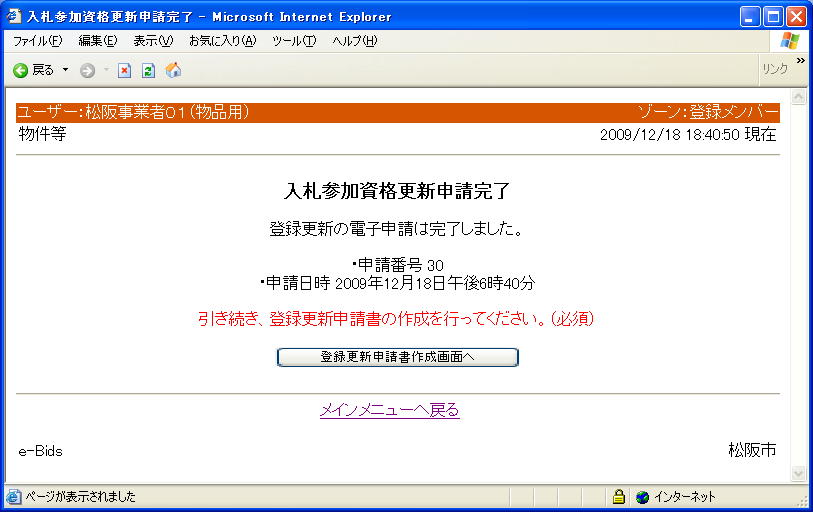 入札参加資格更新申請完了 - Microsoft Internet Explorer
ファイル(F) 編集(E) 表示(V) お気に入り(A) ツール(T) ヘルプ(H)
戻る リンク »
ユーザー:松阪事業者01(物品用) ゾーン:登録メンバー
物件等 2009/12/18 18:40:50 現在
入札参加資格更新申請完了
登録更新の電子申請は完了しました。
・申請番号 30
・申請日時 2009年12月18日午後6時40分
引き続き、登録更新申請書の作成を行ってください。(必須)
登録更新申請書作成画面へ
メインメニューへ戻る
e-Bids 松阪市
ページが表示されました インターネット